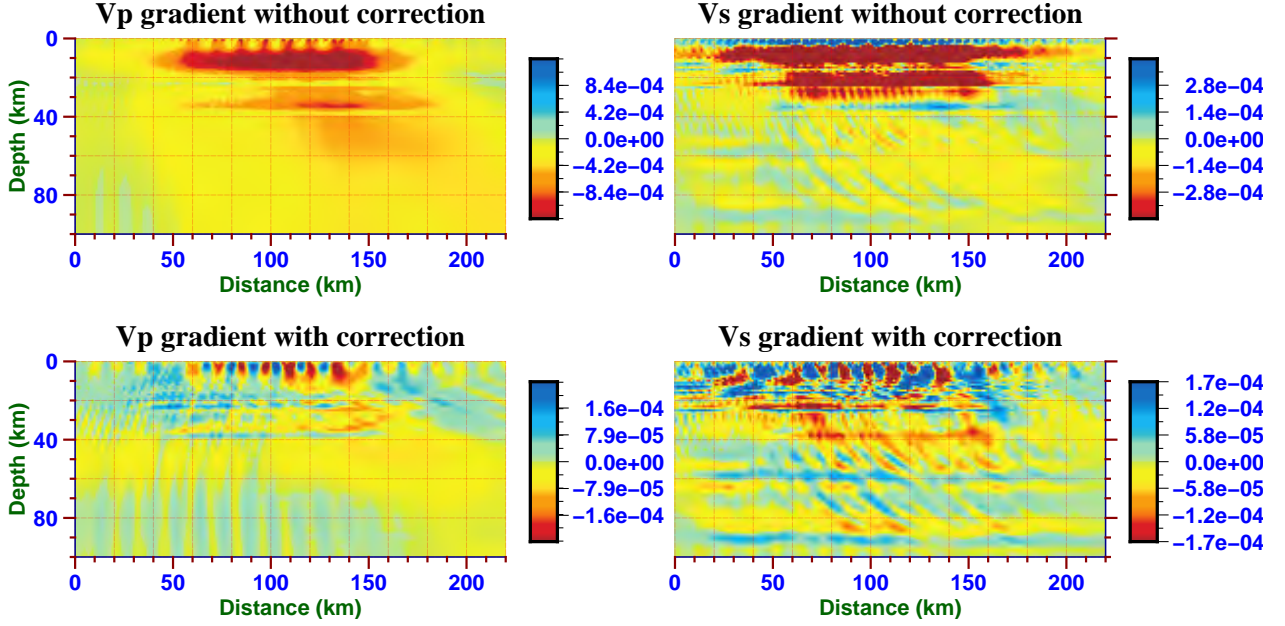 Vp gradient without correction
Vs gradient without correction
0
40
80
Depth (km)
0 50 100 150 200
Distance (km)
8.4e−04
4.2e−04
0.0e+00
−4.2e−04
−8.4e−04
0 50 100 150 200
Distance (km)
2.8e−04
1.4e−04
0.0e+00
−1.4e−04
−2.8e−04
Vp gradient with correction
Vs gradient with correction
0
40
80
Depth (km)
0 50 100 150 200
Distance (km)
1.6e−04
7.9e−05
0.0e+00
−7.9e−05
−1.6e−04
0 50 100 150 200
Distance (km)
1.7e−04
1.2e−04
5.8e−05
0.0e+00
−5.8e−05
−1.2e−04
−1.7e−04